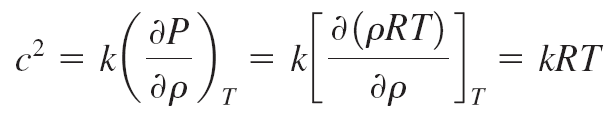 c² = k(∂P/∂ρ)_T = k[∂(ρRT)/∂ρ]_T = kRT